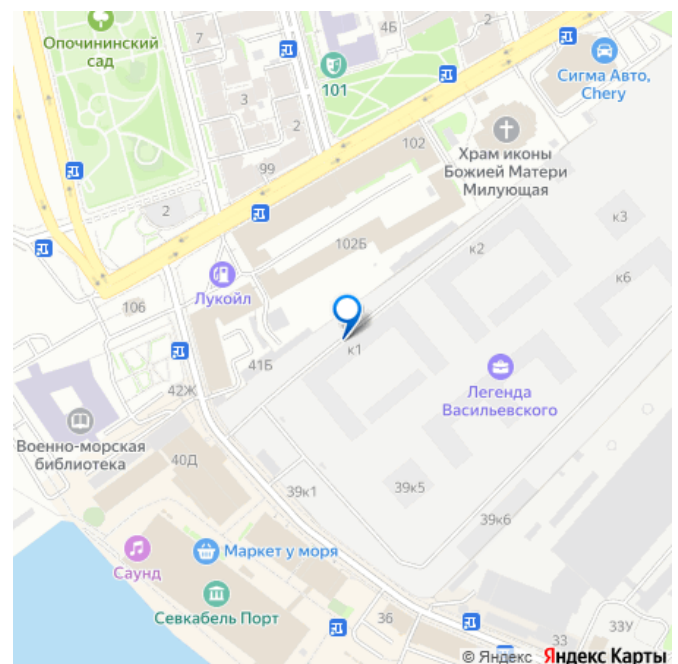 Опочининский
сад
7
4Б
101
Сигма Авто,
Chery
3
2
102
Храм иконы
Божией Матери
Милующая
99
2
к3
102Б
к2
к6
Лукойл
106
к1
41Б
Легенда
Васильевского
42Ж
Военно-морская
библиотека
40Д
39к1
39к5
39к6
Маркет у моря
Саунд
Севкабель Порт
36
33
33У
© Яндекс Яндекс Карты